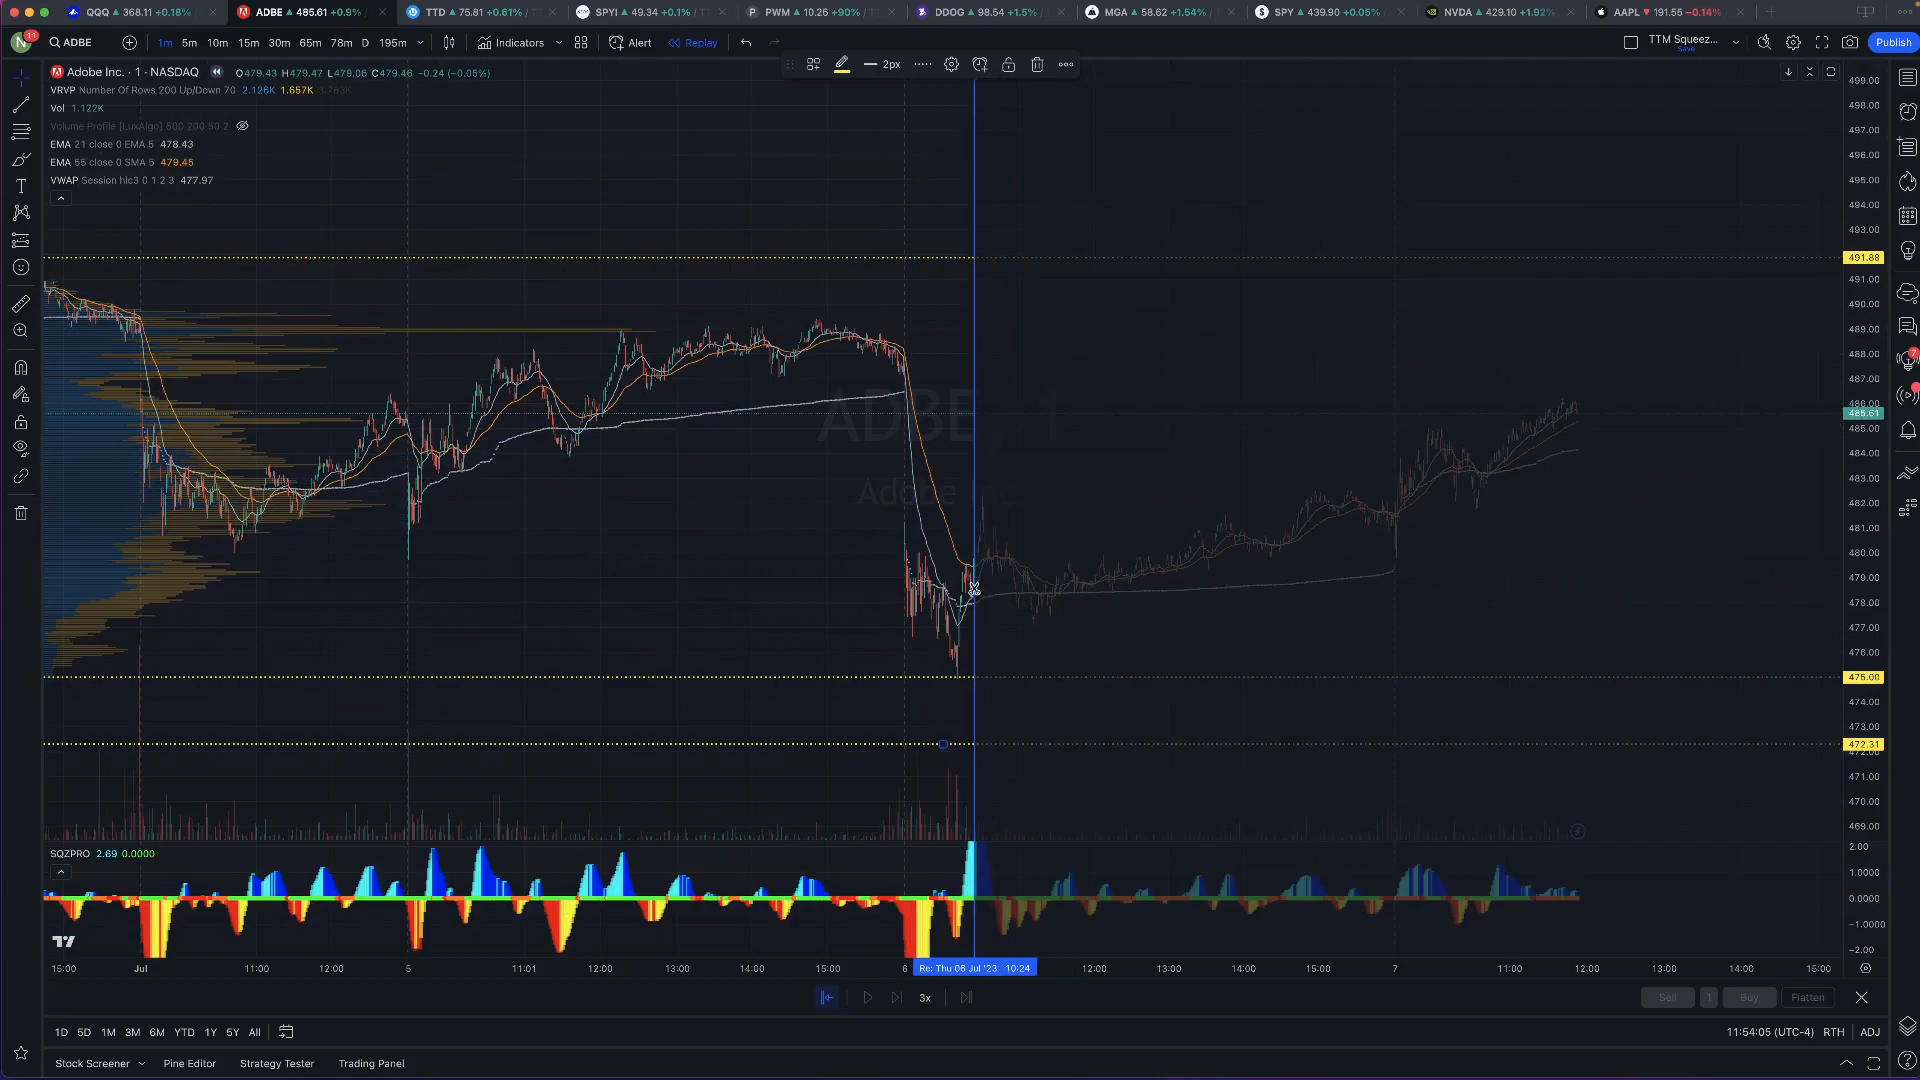 QQQ 368.11 +0.18%
ADBE 485.61 +0.9%
TTD 75.81 +0.61%
SPYI 49.34 +0.1%
PWM 10.26 +90%
DDOG 98.54 +1.5%
MGA 58.62 +1.54%
SPY 439.90 +0.05%
NVDA 429.10 +1.92%
AAPL 191.55 −0.14%
N 11 ADBE 1m 5m 10m 15m 30m 65m 78m D 195m Indicators Alert Replay
TTM Squeez...
Save
Publish
2px
Adobe Inc. · 1 · NASDAQ O479.43 H479.47 L479.06 C479.46 −0.24 (−0.05%)
VRVP Number Of Rows 200 Up/Down 70 2.126K 1.657K 3.783K
Vol 1.122K
Volume Profile [LuxAlgo] 500 200 50 2
EMA 21 close 0 EMA 5 478.43
EMA 55 close 0 SMA 5 479.45
VWAP Session hlc3 0 1 2 3 477.97
499.00
498.00
497.00
496.00
495.00
494.00
493.00
491.88
491.00
490.00
489.00
488.00
487.00
486.00
485.61
485.00
484.00
483.00
482.00
481.00
480.00
479.00
478.00
477.00
476.00
475.00
474.00
473.00
472.31
472.00
471.00
470.00
469.00
7
SQZPRO 2.69 0.0000
2.00
1.0000
0.0000
−1.0000
−2.00
15:00 Jul 11:00 12:00 5 11:01 12:00 13:00 14:00 15:00 6 Re: Thu 06 Jul '23 10:24 12:00 13:00 14:00 15:00 7 11:00 12:00 13:00 14:00 15:00
3x
Sell 1 Buy Flatten
1D 5D 1M 3M 6M YTD 1Y 5Y All
11:54:05 (UTC-4) RTH ADJ
Stock Screener Pine Editor Strategy Tester Trading Panel